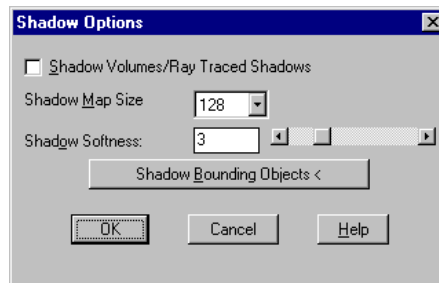 Shadow Options
Shadow Volumes/Ray Traced Shadows
Shadow Map Size 128
Shadow Softness: 3
Shadow Bounding Objects <
OK Cancel Help